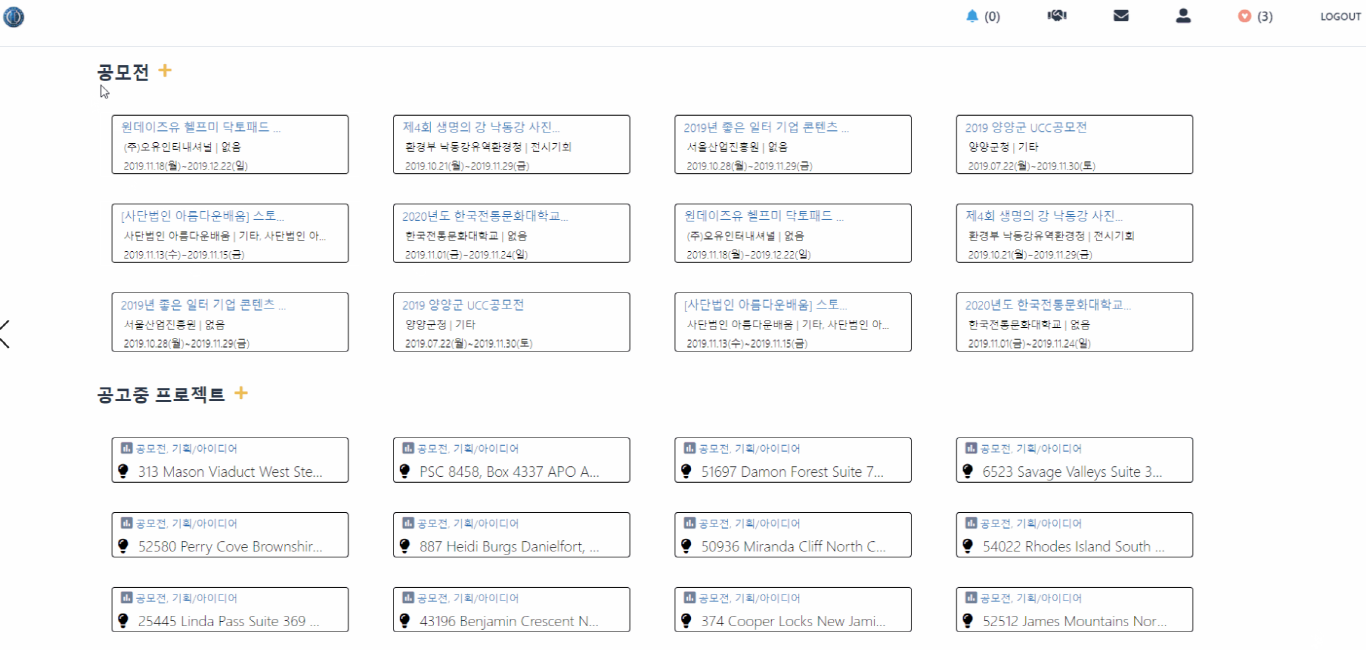 (0)
(3)
LOGOUT
공모전 +
원데이즈유 헬프미 닥토패드 ...
(주)오유인터내셔널 | 없음
2019.11.18(월)~2019.12.22(일)
제4회 생명의 강 낙동강 사진...
환경부 낙동강유역환경청 | 전시기회
2019.10.21(월)~2019.11.29(금)
2019년 좋은 일터 기업 콘텐츠 ...
서울산업진흥원 | 없음
2019.10.28(월)~2019.11.29(금)
2019 양양군 UCC공모전
양양군청 | 기타
2019.07.22(월)~2019.11.30(토)
[사단법인 아름다운배움] 스토...
사단법인 아름다운배움 | 기타, 사단법인 아...
2019.11.13(수)~2019.11.15(금)
2020년도 한국전통문화대학교...
한국전통문화대학교 | 없음
2019.11.01(금)~2019.11.24(일)
원데이즈유 헬프미 닥토패드 ...
(주)오유인터내셔널 | 없음
2019.11.18(월)~2019.12.22(일)
제4회 생명의 강 낙동강 사진...
환경부 낙동강유역환경청 | 전시기회
2019.10.21(월)~2019.11.29(금)
2019년 좋은 일터 기업 콘텐츠 ...
서울산업진흥원 | 없음
2019.10.28(월)~2019.11.29(금)
2019 양양군 UCC공모전
양양군청 | 기타
2019.07.22(월)~2019.11.30(토)
[사단법인 아름다운배움] 스토...
사단법인 아름다운배움 | 기타, 사단법인 아...
2019.11.13(수)~2019.11.15(금)
2020년도 한국전통문화대학교...
한국전통문화대학교 | 없음
2019.11.01(금)~2019.11.24(일)
공고중 프로젝트 +
공모전, 기획/아이디어
313 Mason Viaduct West Ste...
공모전, 기획/아이디어
PSC 8458, Box 4337 APO A...
공모전, 기획/아이디어
51697 Damon Forest Suite 7...
공모전, 기획/아이디어
6523 Savage Valleys Suite 3...
공모전, 기획/아이디어
52580 Perry Cove Brownshir...
공모전, 기획/아이디어
887 Heidi Burgs Danielfort, ...
공모전, 기획/아이디어
50936 Miranda Cliff North C...
공모전, 기획/아이디어
54022 Rhodes Island South ...
공모전, 기획/아이디어
25445 Linda Pass Suite 369 ...
공모전, 기획/아이디어
43196 Benjamin Crescent N...
공모전, 기획/아이디어
374 Cooper Locks New Jami...
공모전, 기획/아이디어
52512 James Mountains Nor...